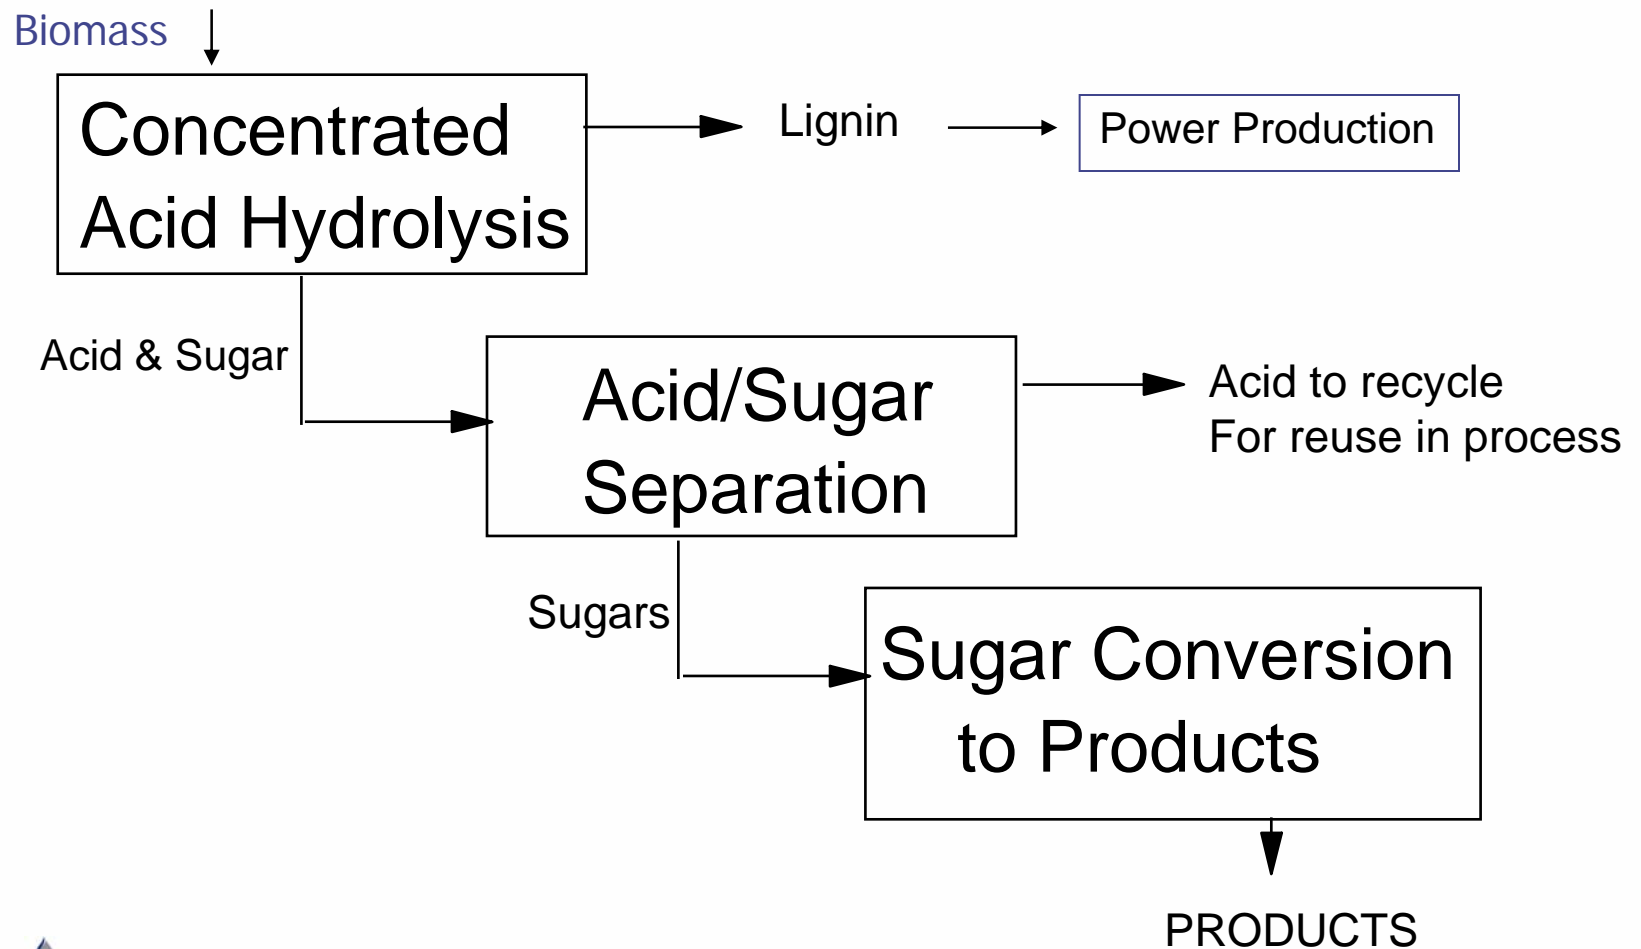 Biomass
Concentrated
Acid Hydrolysis
Lignin
Power Production
Acid & Sugar
Acid/Sugar
Separation
Acid to recycle
For reuse in process
Sugars
Sugar Conversion
to Products
PRODUCTS